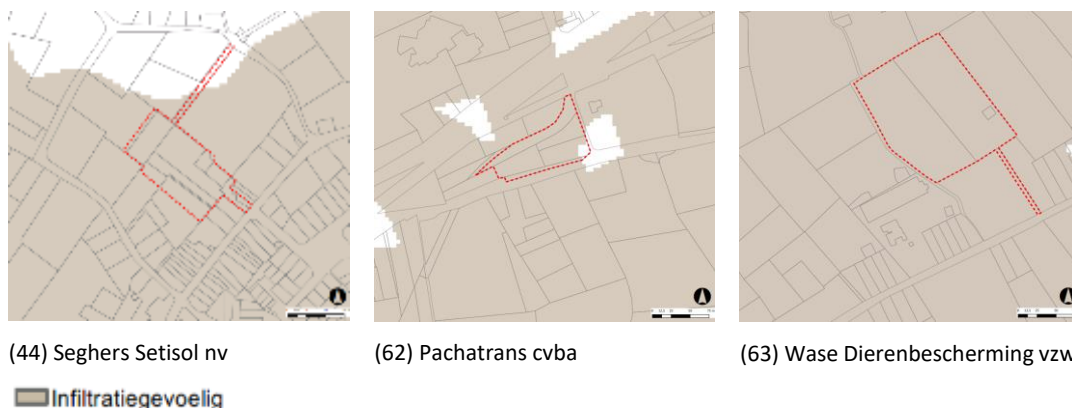 (44) Seghers Setisol nv
(62) Pachatrans cvba
(63) Wase Dierenbescherming vzw
Infiltratiegevoelig